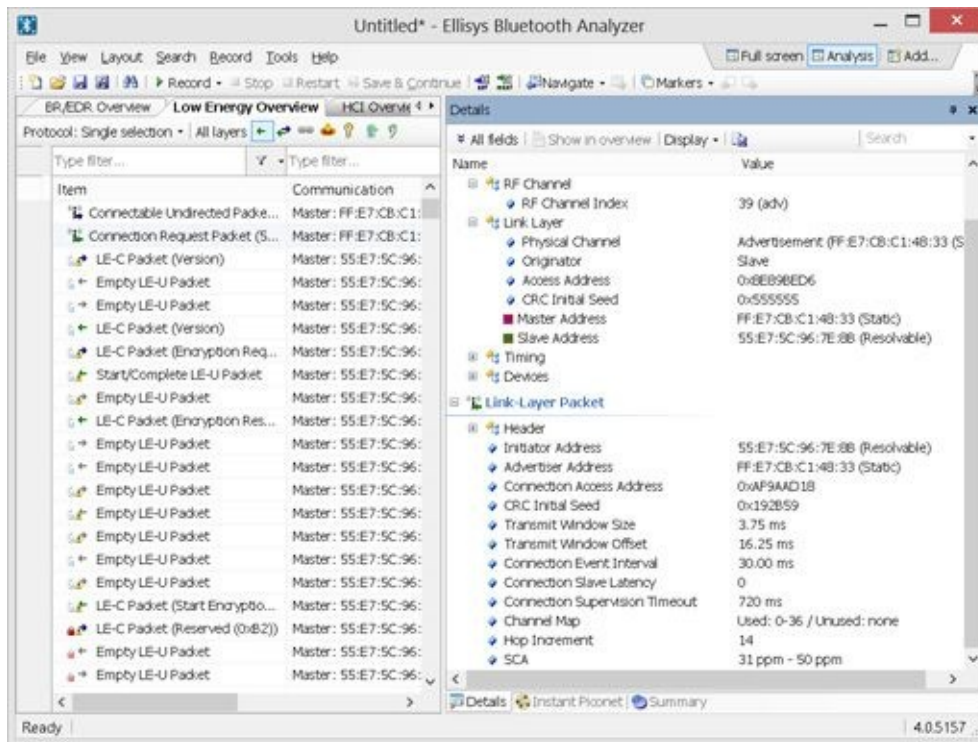 Untitled* - Ellisys Bluetooth Analyzer
File View Layout Search Record Tools Help
Full screen Analysis Add...
Record Stop Restart Save & Continue Navigate Markers
BR/EDR Overview Low Energy Overview HCI Overvie
Protocol: Single selection All layers
Type filter... Type filter...
Item Communication
Connectable Undirected Packe... Master: FF:E7:CB:C1:
Connection Request Packet (5... Master: FF:E7:CB:C1:
LE-C Packet (Version) Master: 55:E7:5C:96:
Empty LE-U Packet Master: 55:E7:5C:96:
Empty LE-U Packet Master: 55:E7:5C:96:
LE-C Packet (Version) Master: 55:E7:5C:96:
LE-C Packet (Encryption Req... Master: 55:E7:5C:96:
Start/Complete LE-U Packet Master: 55:E7:5C:96:
Empty LE-U Packet Master: 55:E7:5C:96:
LE-C Packet (Encryption Res... Master: 55:E7:5C:96:
Empty LE-U Packet Master: 55:E7:5C:96:
Empty LE-U Packet Master: 55:E7:5C:96:
Empty LE-U Packet Master: 55:E7:5C:96:
Empty LE-U Packet Master: 55:E7:5C:96:
Empty LE-U Packet Master: 55:E7:5C:96:
Empty LE-U Packet Master: 55:E7:5C:96:
Empty LE-U Packet Master: 55:E7:5C:96:
LE-C Packet (Start Encryptio... Master: 55:E7:5C:96:
LE-C Packet (Reserved (0xB2)) Master: 55:E7:5C:96:
Empty LE-U Packet Master: 55:E7:5C:96:
Empty LE-U Packet Master: 55:E7:5C:96:
Details
All fields Show in overview Display Search
Name Value
RF Channel
RF Channel Index 39 (adv)
Link Layer
Physical Channel Advertisement (FF:E7:CB:C1:48:33 (S
Originator Slave
Access Address 0x8E89BED6
CRC Initial Seed 0x555555
Master Address FF:E7:CB:C1:48:33 (Static)
Slave Address 55:E7:5C:96:7E:8B (Resolvable)
Timing
Devices
Link-Layer Packet
Header
Initiator Address 55:E7:5C:96:7E:8B (Resolvable)
Advertiser Address FF:E7:CB:C1:48:33 (Static)
Connection Access Address 0xAF9AAD18
CRC Initial Seed 0x192B59
Transmit Window Size 3.75 ms
Transmit Window Offset 16.25 ms
Connection Event Interval 30.00 ms
Connection Slave Latency 0
Connection Supervision Timeout 720 ms
Channel Map Used: 0-36 / Unused: none
Hop Increment 14
SCA 31 ppm - 50 ppm
Details Instant Piconet Summary
Ready 4.0.5157